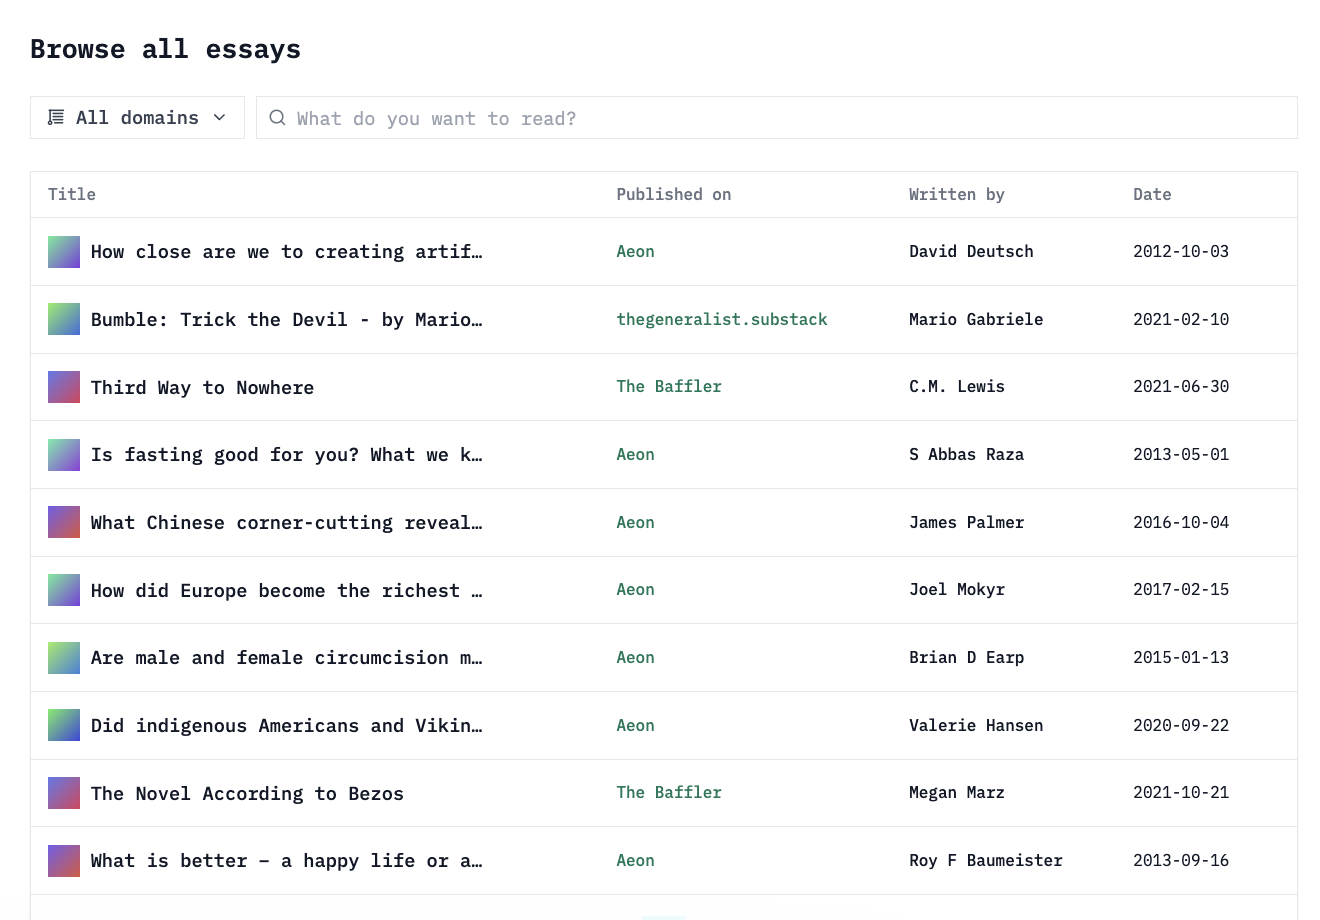 Browse all essays
All domains
What do you want to read?
Title Published on Written by Date
How close are we to creating artif… Aeon David Deutsch 2012-10-03
Bumble: Trick the Devil - by Mario… thegeneralist.substack Mario Gabriele 2021-02-10
Third Way to Nowhere The Baffler C.M. Lewis 2021-06-30
Is fasting good for you? What we k… Aeon S Abbas Raza 2013-05-01
What Chinese corner-cutting reveal… Aeon James Palmer 2016-10-04
How did Europe become the richest … Aeon Joel Mokyr 2017-02-15
Are male and female circumcision m… Aeon Brian D Earp 2015-01-13
Did indigenous Americans and Vikin… Aeon Valerie Hansen 2020-09-22
The Novel According to Bezos The Baffler Megan Marz 2021-10-21
What is better – a happy life or a… Aeon Roy F Baumeister 2013-09-16